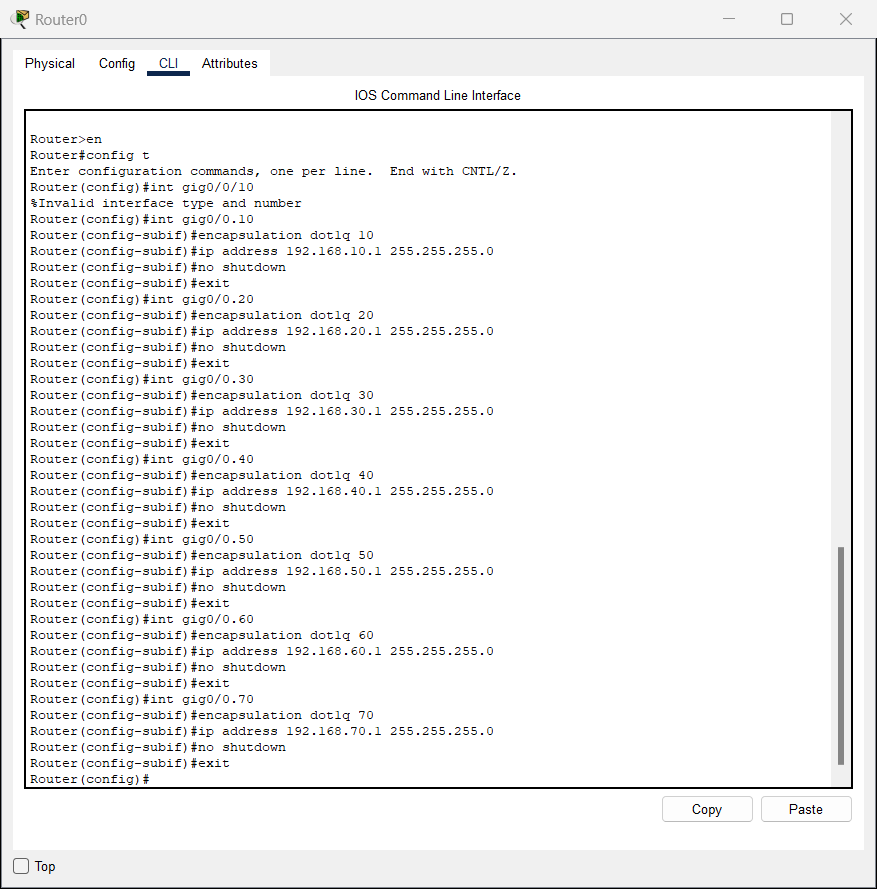 Router0
Physical Config CLI Attributes
IOS Command Line Interface
Router>en
Router#config t
Enter configuration commands, one per line.  End with CNTL/Z.
Router(config)#int gig0/0/10
%Invalid interface type and number
Router(config)#int gig0/0.10
Router(config-subif)#encapsulation dot1q 10
Router(config-subif)#ip address 192.168.10.1 255.255.255.0
Router(config-subif)#no shutdown
Router(config-subif)#exit
Router(config)#int gig0/0.20
Router(config-subif)#encapsulation dot1q 20
Router(config-subif)#ip address 192.168.20.1 255.255.255.0
Router(config-subif)#no shutdown
Router(config-subif)#exit
Router(config)#int gig0/0.30
Router(config-subif)#encapsulation dot1q 30
Router(config-subif)#ip address 192.168.30.1 255.255.255.0
Router(config-subif)#no shutdown
Router(config-subif)#exit
Router(config)#int gig0/0.40
Router(config-subif)#encapsulation dot1q 40
Router(config-subif)#ip address 192.168.40.1 255.255.255.0
Router(config-subif)#no shutdown
Router(config-subif)#exit
Router(config)#int gig0/0.50
Router(config-subif)#encapsulation dot1q 50
Router(config-subif)#ip address 192.168.50.1 255.255.255.0
Router(config-subif)#no shutdown
Router(config-subif)#exit
Router(config)#int gig0/0.60
Router(config-subif)#encapsulation dot1q 60
Router(config-subif)#ip address 192.168.60.1 255.255.255.0
Router(config-subif)#no shutdown
Router(config-subif)#exit
Router(config)#int gig0/0.70
Router(config-subif)#encapsulation dot1q 70
Router(config-subif)#ip address 192.168.70.1 255.255.255.0
Router(config-subif)#no shutdown
Router(config-subif)#exit
Router(config)#
Copy Paste
Top